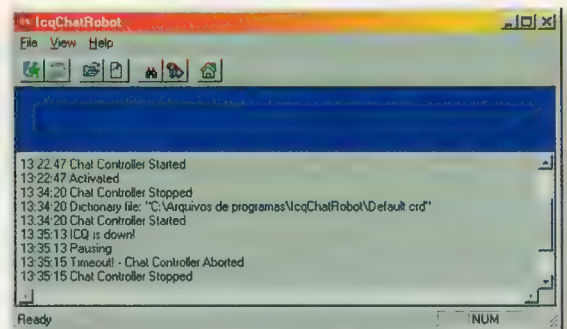 IcqChatRobot
File View Help
13:22:47 Chat Controller Started
13:22:47 Activated
13:34:20 Chat Controller Stopped
13:34:20 Dictionary file: "C:\Arquivos de programas\IcqChatRobot\Default.crd"
13:34:20 Chat Controller Started
13:35:13 ICQ is down!
13:35:13 Pausing
13:35:15 Timeout! - Chat Controller Aborted
13:35:15 Chat Controller Stopped
Ready NUM